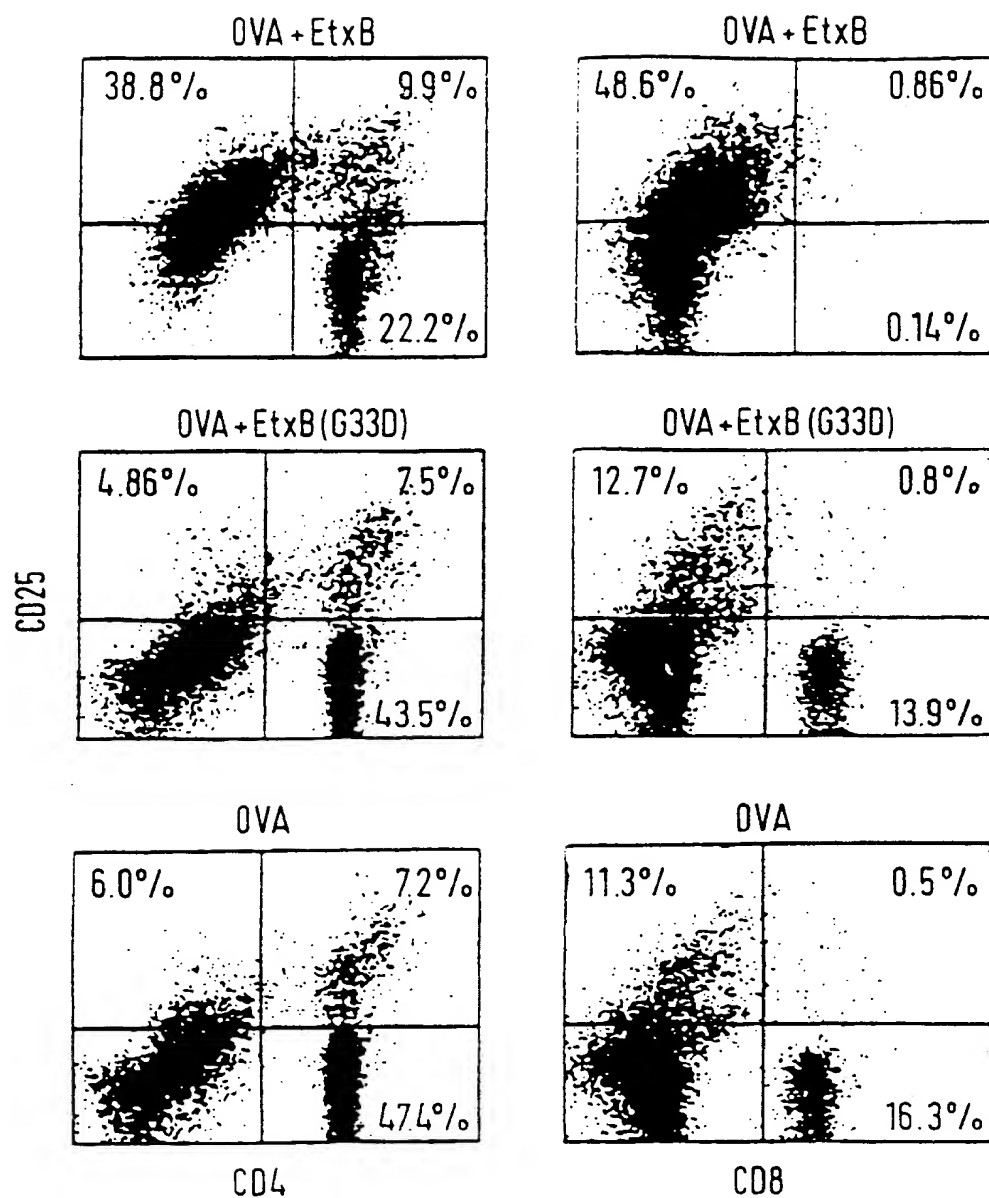 OVA + EtxB
OVA + EtxB
38.8%
9.9%
48.6%
0.86%
22.2%
0.14%
OVA + EtxB (G33D)
OVA + EtxB (G33D)
4.86%
7.5%
12.7%
0.8%
CD25
43.5%
13.9%
OVA
OVA
6.0%
7.2%
11.3%
0.5%
47.4%
16.3%
CD4
CD8